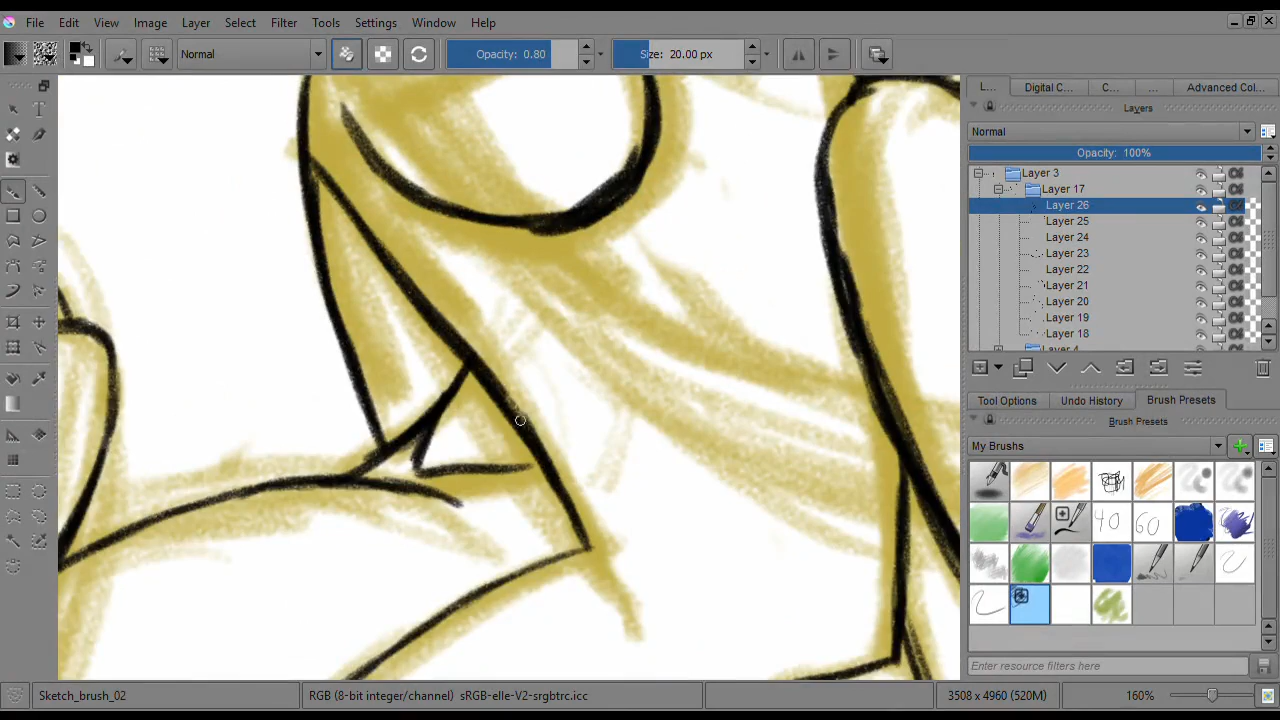 File Edit View Image Layer Select Filter Tools Settings Window Help
Normal Opacity: 0.80 Size: 20.00 px
L... Digital C... C... ... Advanced Col...
Layers
Normal
Opacity: 100%
Layer 3
Layer 17
Layer 26
Layer 25
Layer 24
Layer 23
Layer 22
Layer 21
Layer 20
Layer 19
Layer 18
Layer 4
Tool Options Undo History Brush Presets
Brush Presets
My Brushes
40 60
Enter resource filters here
Sketch_brush_02 RGB (8-bit integer/channel) sRGB-elle-V2-srgbtrc.icc 3508 x 4960 (520M) 160%